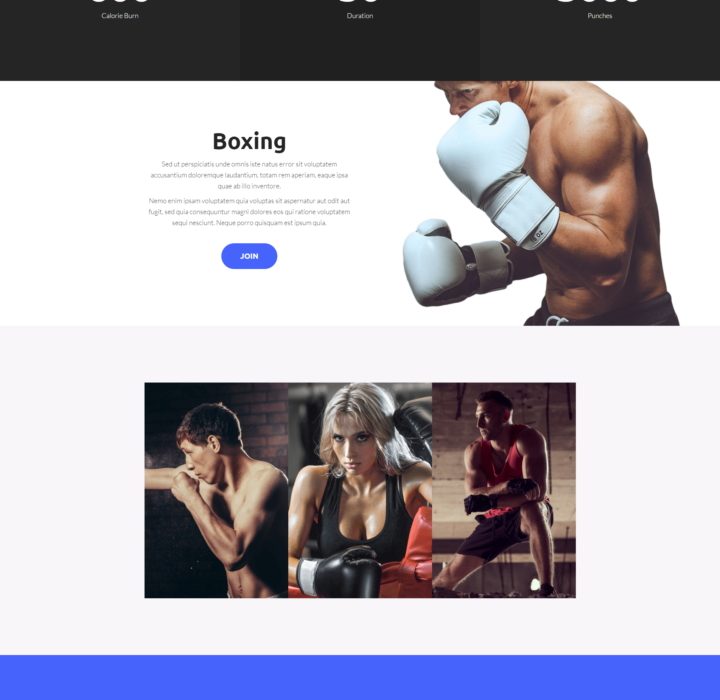 Calorie Burn
Duration
Punches
Boxing
Sed ut perspiciatis unde omnis iste natus error sit voluptatem
accusantium doloremque laudantium, totam rem aperiam, eaque ipsa
quae ab illo inventore.
Nemo enim ipsam voluptatem quia voluptas sit aspernatur aut odit aut
fugit, sed quia consequuntur magni dolores eos qui ratione voluptatem
sequi nesciunt. Neque porro quisquam est ipsum quia.
JOIN